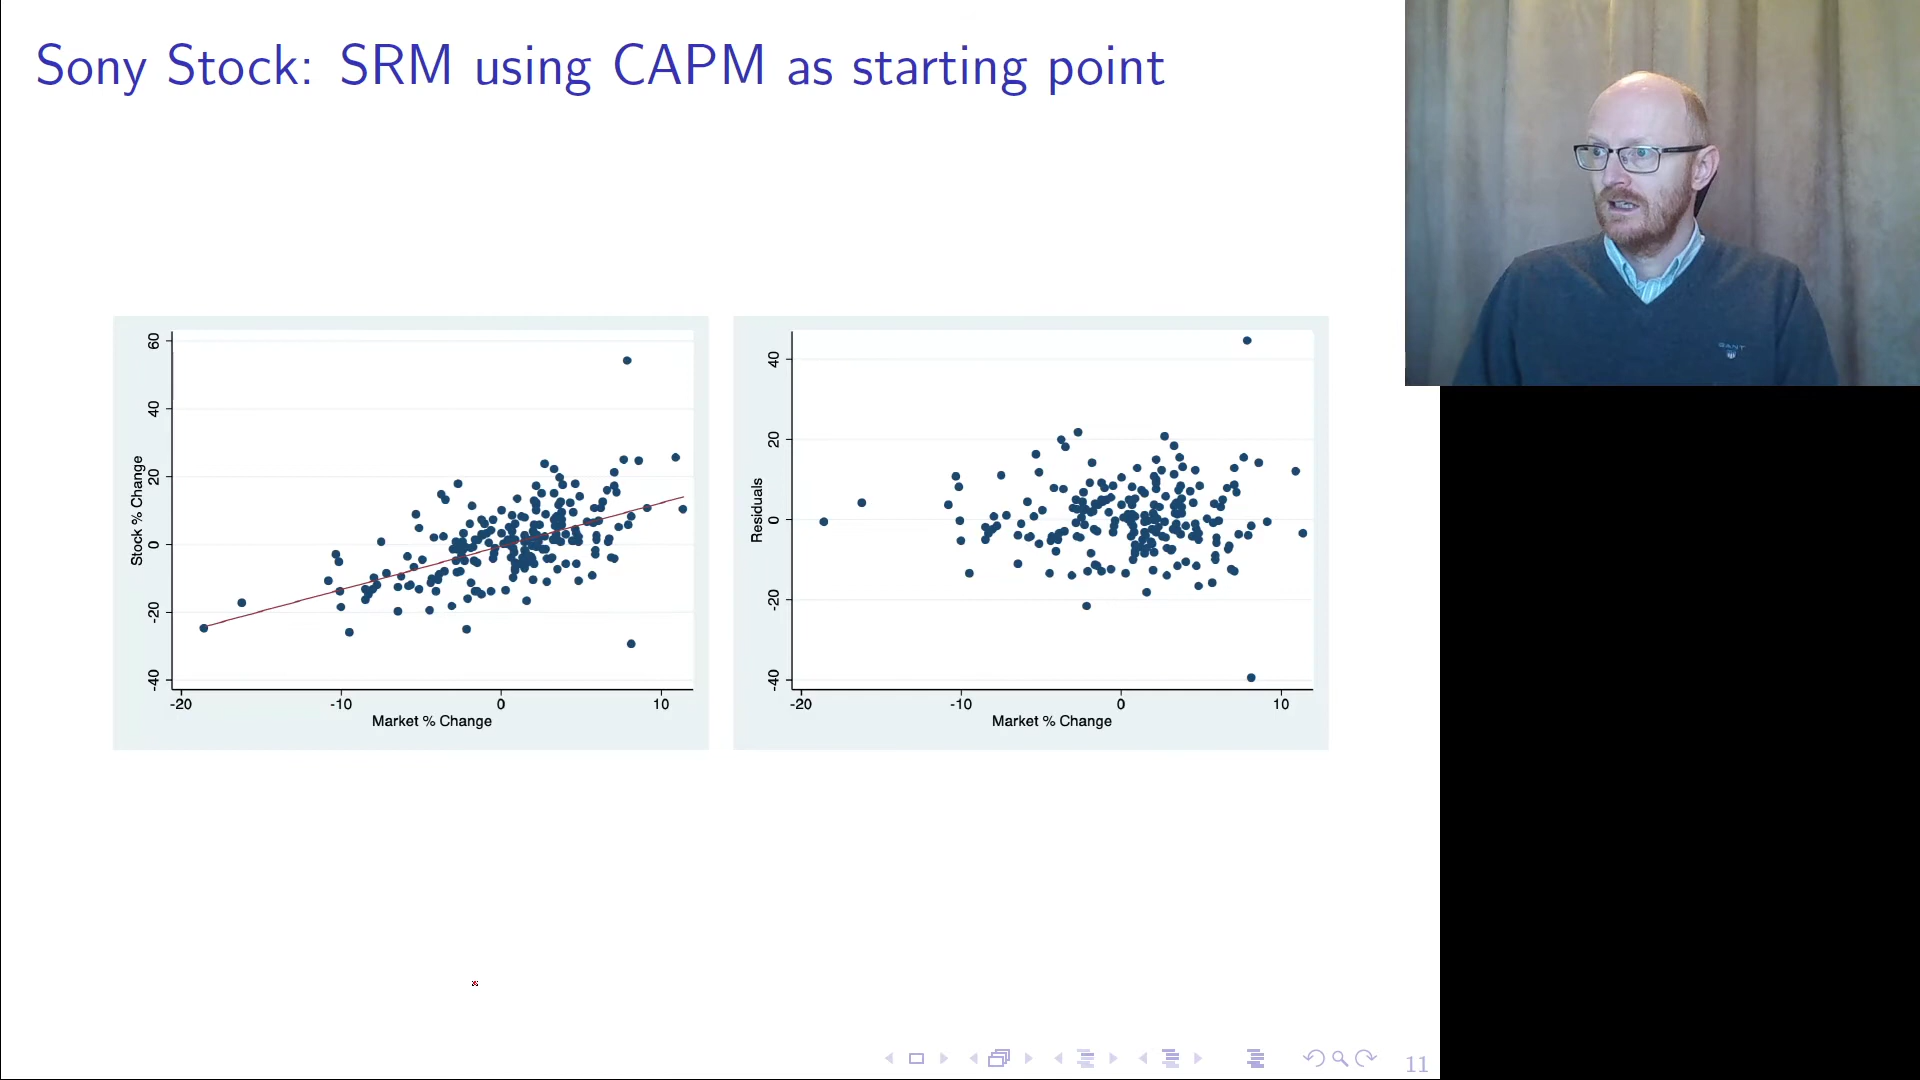 Sony Stock: SRM using CAPM as starting point
60
40
20
0
-20
-40
Stock % Change
-20 -10 0 10
Market % Change
40
20
0
-20
-40
Residuals
-20 -10 0 10
Market % Change
GANT
11